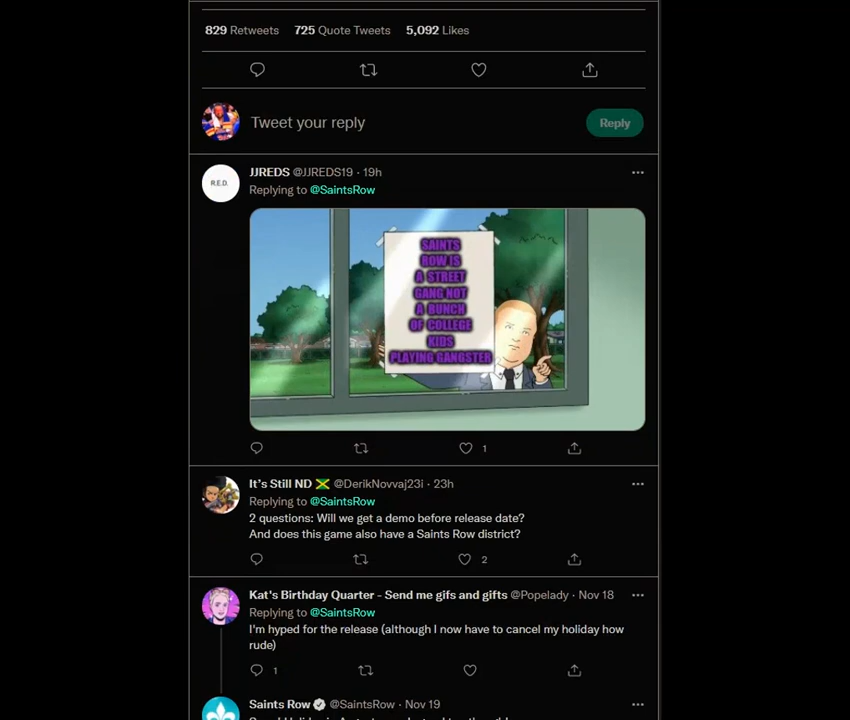 829 Retweets 725 Quote Tweets 5,092 Likes
Tweet your reply
Reply
R.E.D.
JJREDS @JJREDS19 · 19h
Replying to @SaintsRow
SAINTS
ROW IS
A STREET
GANG NOT
A BUNCH
OF COLLEGE
KIDS
PLAYING GANGSTER
1
It's Still ND @DerikNovvaj23i · 23h
Replying to @SaintsRow
2 questions: Will we get a demo before release date?
And does this game also have a Saints Row district?
2
Kat's Birthday Quarter - Send me gifs and gifts @Popelady · Nov 18
Replying to @SaintsRow
I'm hyped for the release (although I now have to cancel my holiday how
rude)
1
Saints Row @SaintsRow · Nov 19